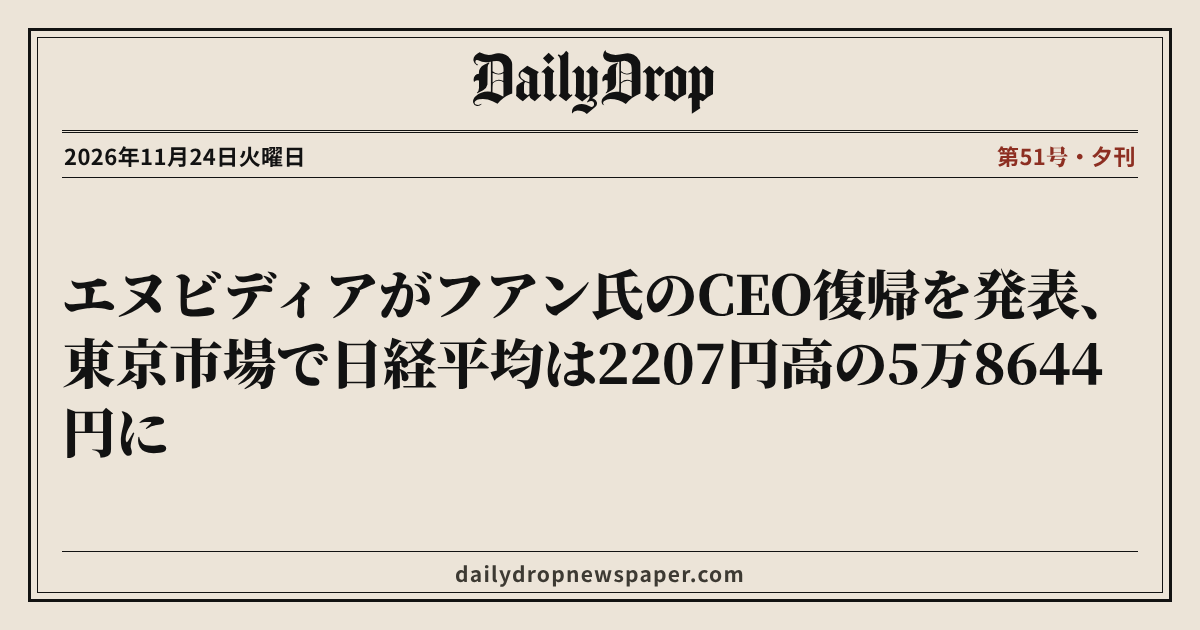 DailyDrop
2026年11月24日火曜日
第51号・夕刊
エヌビディアがフアン氏のCEO復帰を発表、
東京市場で日経平均は2207円高の5万8644
円に
dailydropnewspaper.com